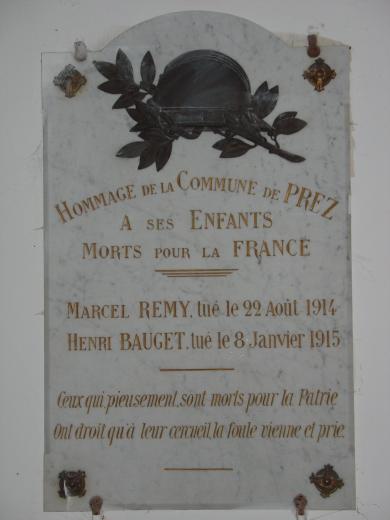 HOMMAGE DE LA COMMUNE DE PREZ
A SES ENFANTS
MORTS POUR LA FRANCE
MARCEL REMY, tué le 22 Août 1914
HENRI BAUGET, tué le 8 Janvier 1915
Ceux qui pieusement, sont morts pour la Patrie
Ont droit qu'à leur cercueil, la foule vienne et prie.